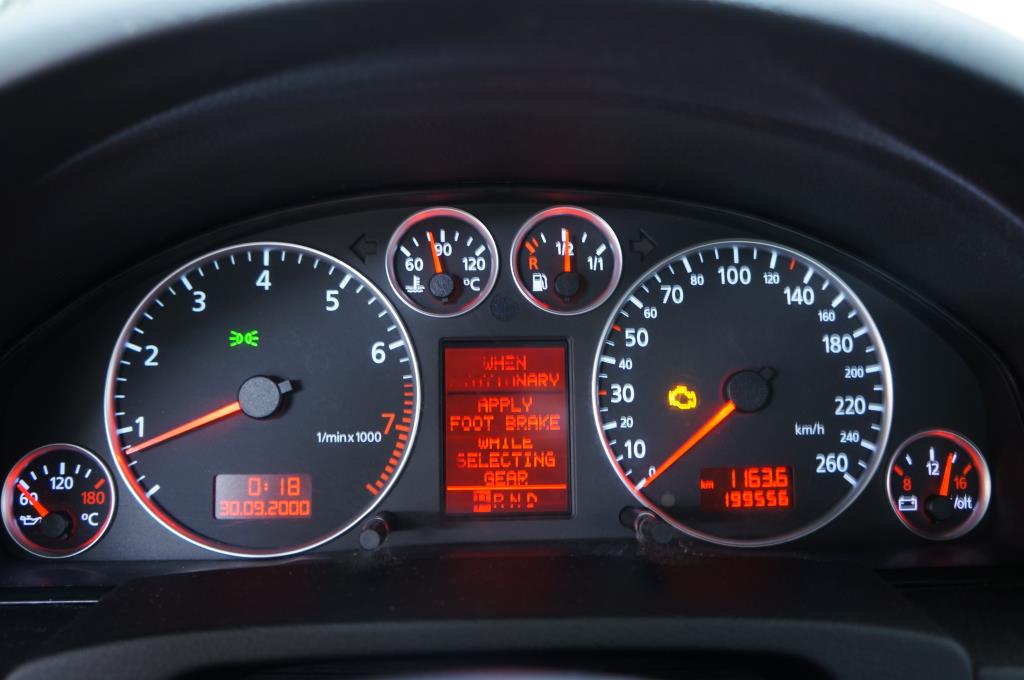 60 90 120 ºC
R 1/2 1/1
1 2 3 4 5 6 7
1/min x 1000
0:18
30.09.2000
WHEN
APPLY
FOOT BRAKE
WHILE
SELECTING
GEAR
R N D
0 10 20 30 40 50 60 70 80 100 120 140 160 180 200 220 240 260
km/h
km 1163.6
199556
60 120 180 ºC
8 12 16